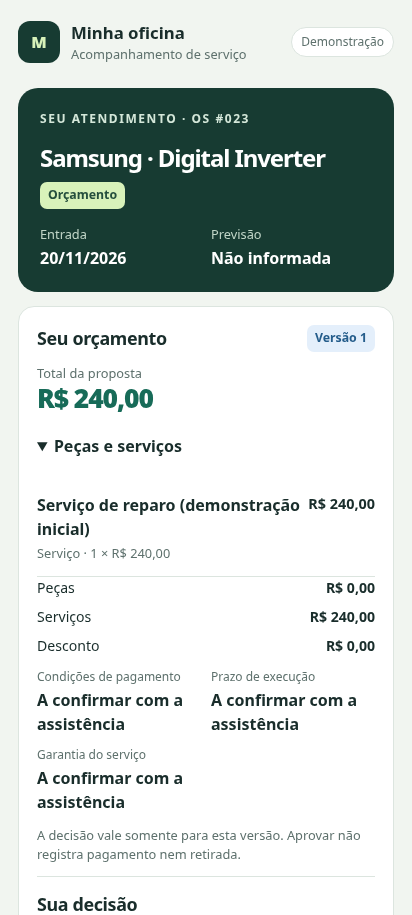 M
Minha oficina
Acompanhamento de serviço
Demonstração
SEU ATENDIMENTO · OS #023
Samsung · Digital Inverter
Orçamento
Entrada
Previsão
20/11/2026
Não informada
Seu orçamento
Versão 1
Total da proposta
R$ 240,00
▼ Peças e serviços
Serviço de reparo (demonstração
R$ 240,00
inicial)
Serviço · 1 × R$ 240,00
Peças
R$ 0,00
Serviços
R$ 240,00
Desconto
R$ 0,00
Condições de pagamento
A confirmar com a
assistência
Prazo de execução
A confirmar com a
assistência
Garantia do serviço
A confirmar com a
assistência
A decisão vale somente para esta versão. Aprovar não
registra pagamento nem retirada.
Sua decisão